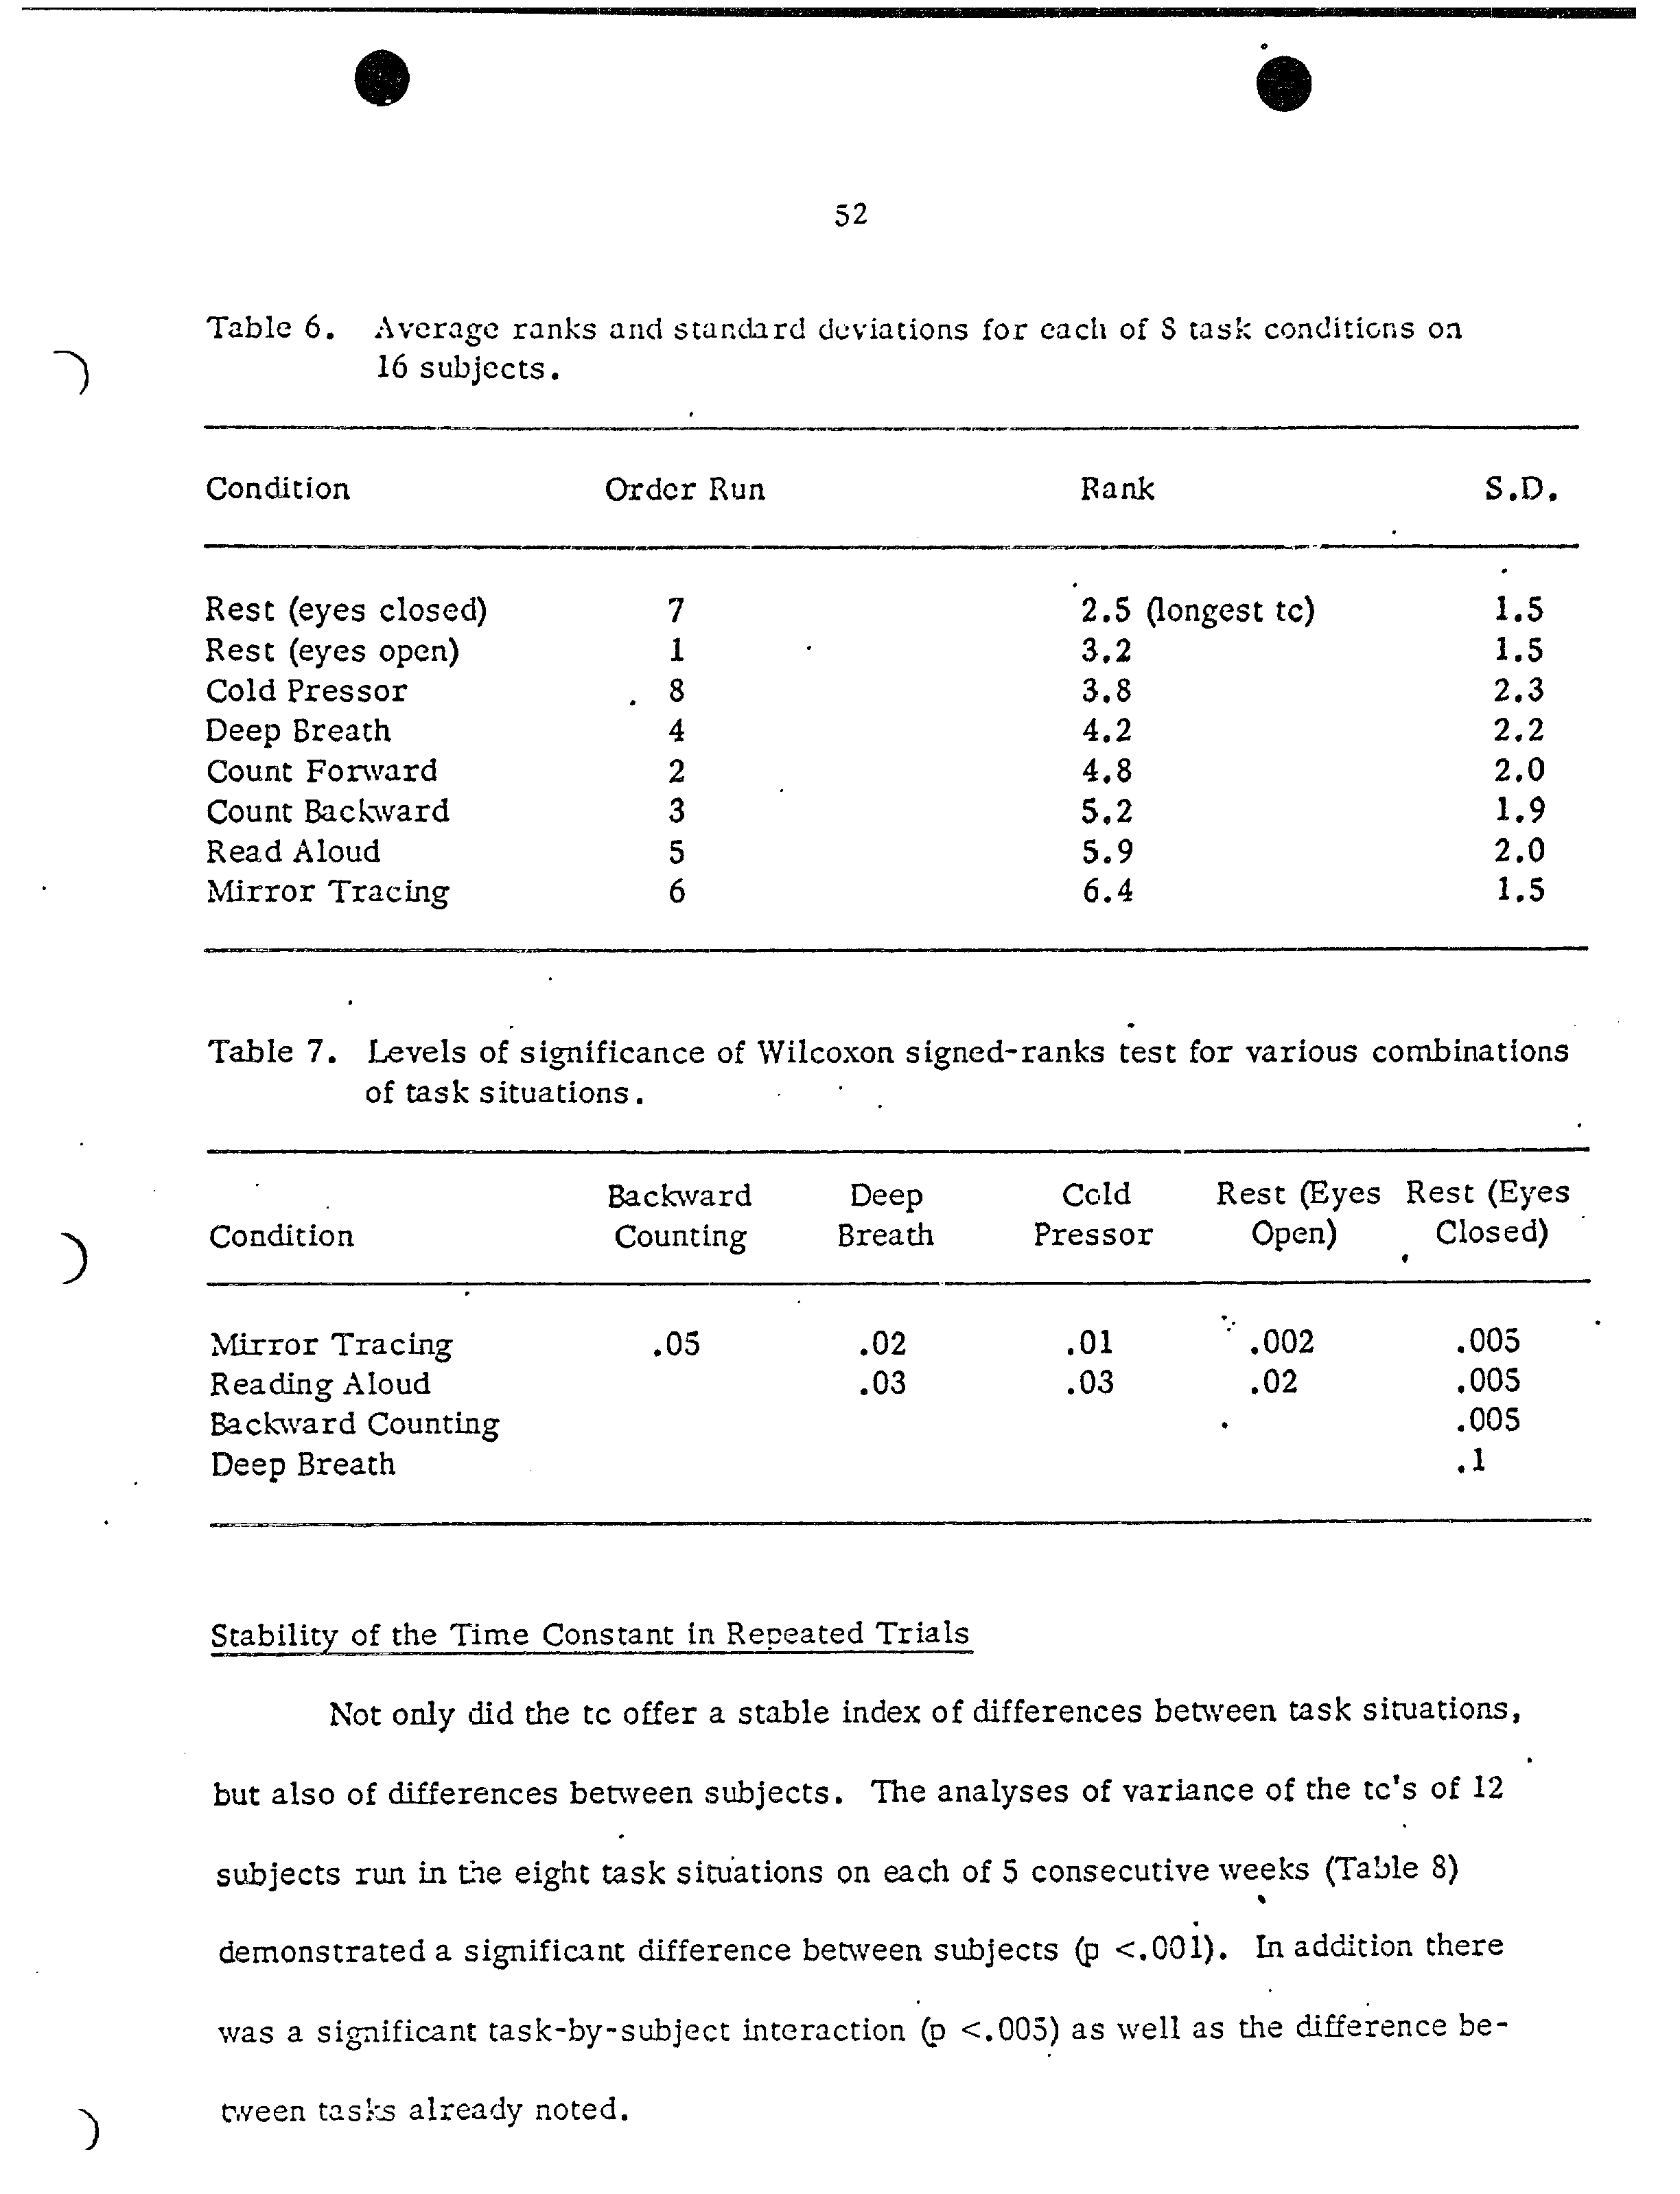 52
Table 6. Average ranks and standard deviations for each of 8 task conditions on
16 subjects.
Condition Order Run Rank S.D.
Rest (eyes closed) 7 2.5 (longest tc) 1.5
Rest (eyes open) 1 3.2 1.5
Cold Pressor 8 3.8 2.3
Deep Breath 4 4.2 2.2
Count Forward 2 4.8 2.0
Count Backward 3 5.2 1.9
Read Aloud 5 5.9 2.0
Mirror Tracing 6 6.4 1.5
Table 7. Levels of significance of Wilcoxon signed-ranks test for various combinations
of task situations.
Backward Deep Cold Rest (Eyes Rest (Eyes
Condition Counting Breath Pressor Open) Closed)
Mirror Tracing .05 .02 .01 .002 .005
Reading Aloud .03 .03 .02 .005
Backward Counting .005
Deep Breath .1
Stability of the Time Constant in Repeated Trials
Not only did the tc offer a stable index of differences between task situations,
but also of differences between subjects. The analyses of variance of the tc's of 12
subjects run in the eight task situations on each of 5 consecutive weeks (Table 8)
demonstrated a significant difference between subjects (p <.001). In addition there
was a significant task-by-subject interaction (p <.005) as well as the difference be-
tween tasks already noted.